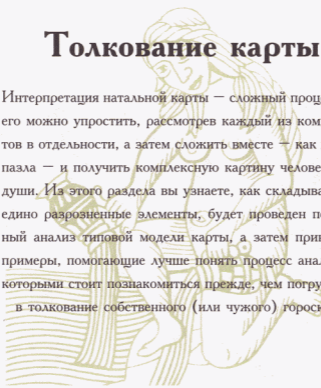 Толкование карты
Интерпретация натальной карты — сложный проц
его можно упростить, рассмотрев каждый из ком
тов в отдельности, а затем сложить вместе — как
пазла — и получить комплексную картину челове
души. Из этого раздела вы узнаете, как складыва
едино разрозненные элементы, будет проведен по
ный анализ типовой модели карты, а затем при
примеры, помогающие лучше понять процесс анал
которыми стоит познакомиться прежде, чем погру
в толкование собственного (или чужого) гороск